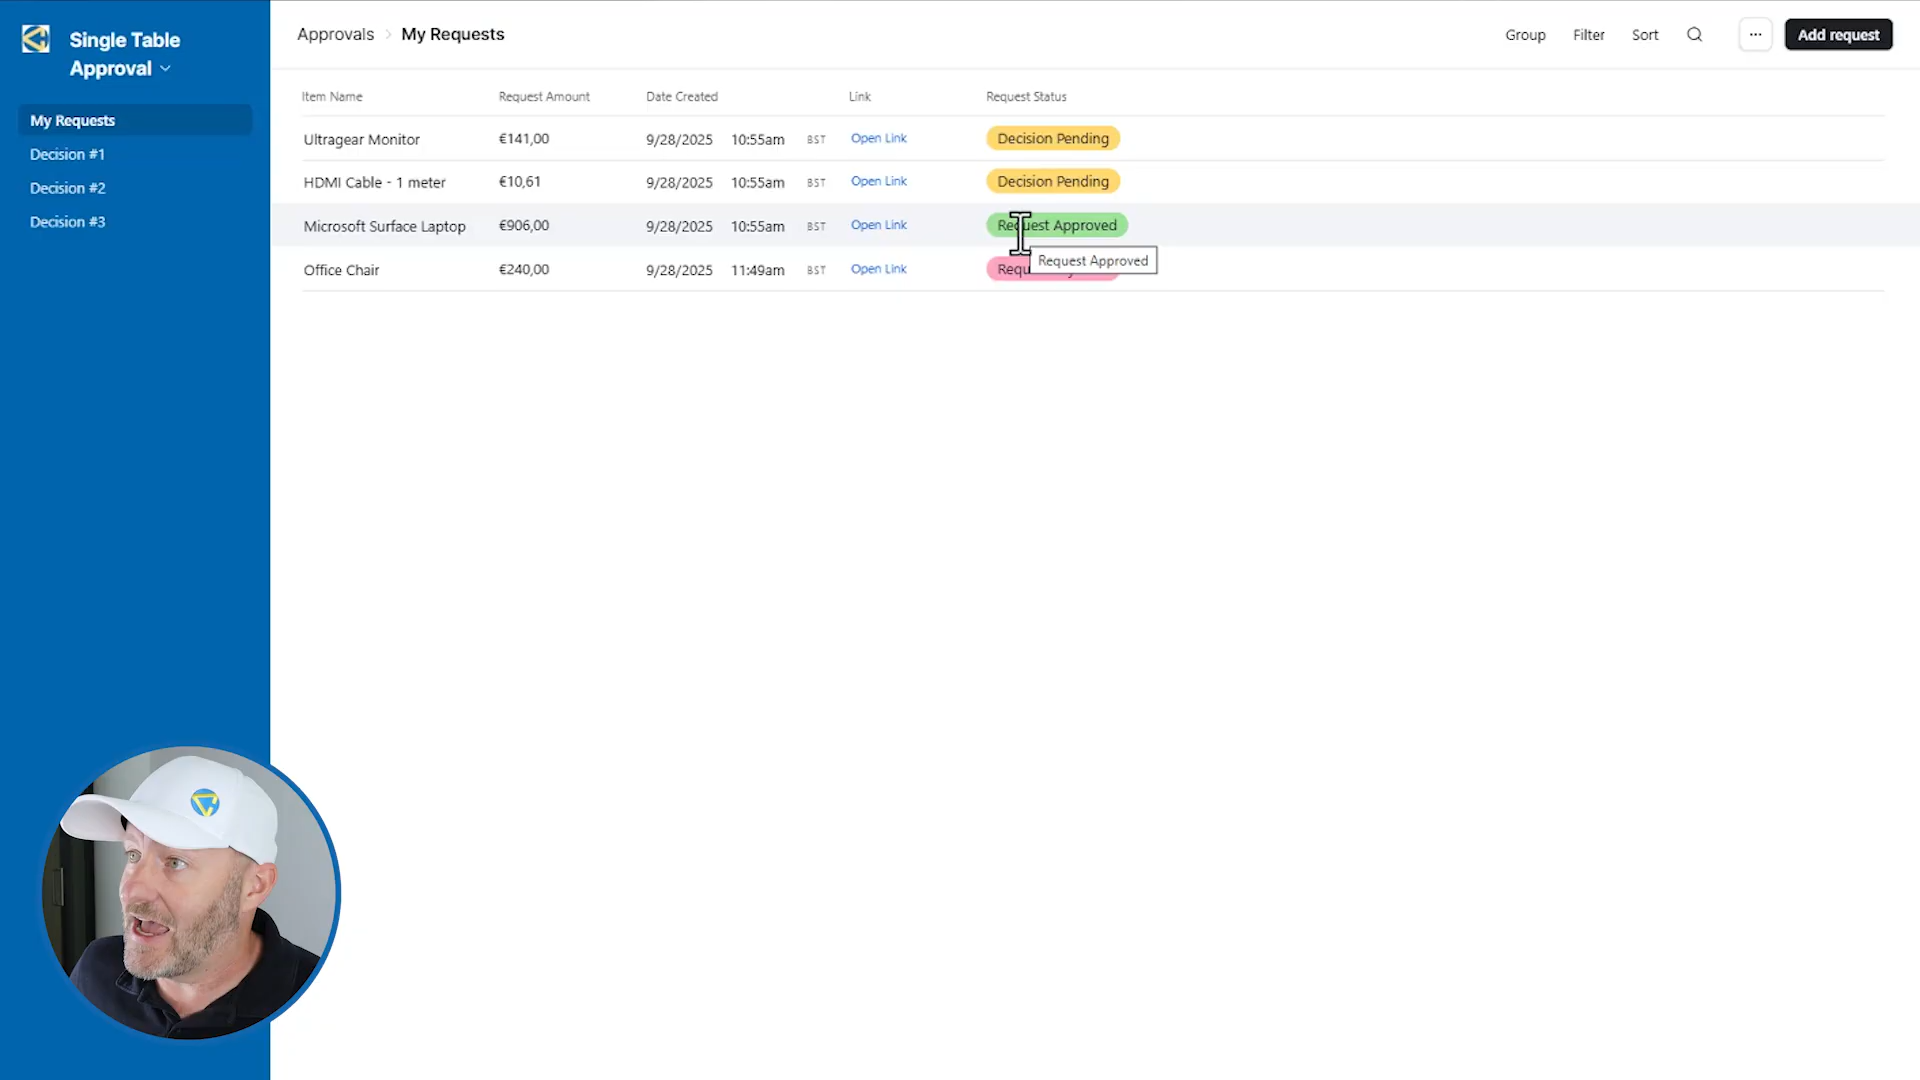 Single Table
Approval
My Requests
Decision #1
Decision #2
Decision #3
Approvals > My Requests
Group Filter Sort ... Add request
Item Name Request Amount Date Created Link Request Status
Ultragear Monitor €141,00 9/28/2025 10:55am BST Open Link Decision Pending
HDMI Cable - 1 meter €10,61 9/28/2025 10:55am BST Open Link Decision Pending
Microsoft Surface Laptop €906,00 9/28/2025 10:55am BST Open Link Request Approved
Request Approved
Office Chair €240,00 9/28/2025 11:49am BST Open Link